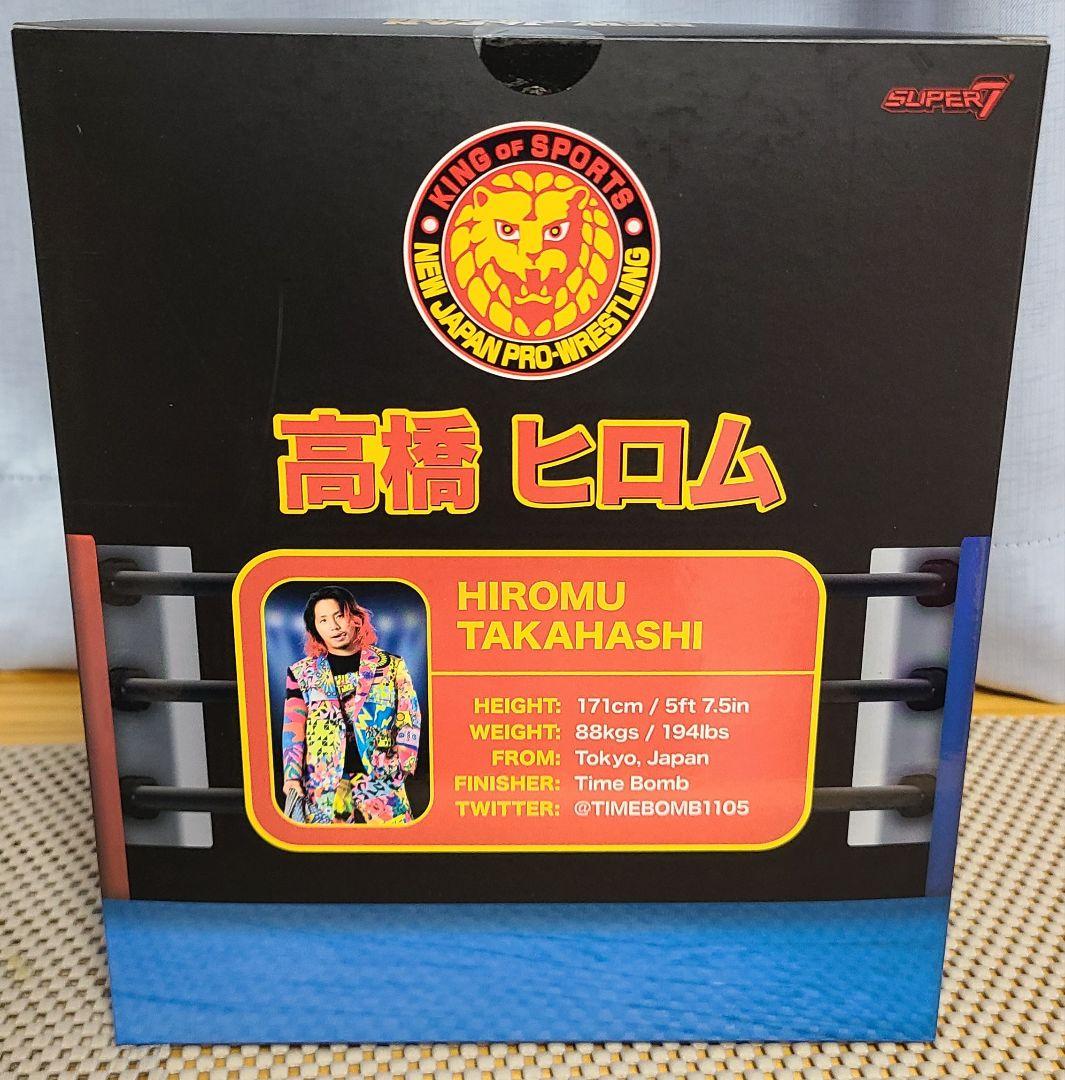 SUPER7
KING OF SPORTS
NEW JAPAN PRO-WRESTLING
高橋 ヒロム
HIROMU
TAKAHASHI
HEIGHT: 171cm / 5ft 7.5in
WEIGHT: 88kgs / 194lbs
FROM: Tokyo, Japan
FINISHER: Time Bomb
TWITTER: @TIMEBOMB1105